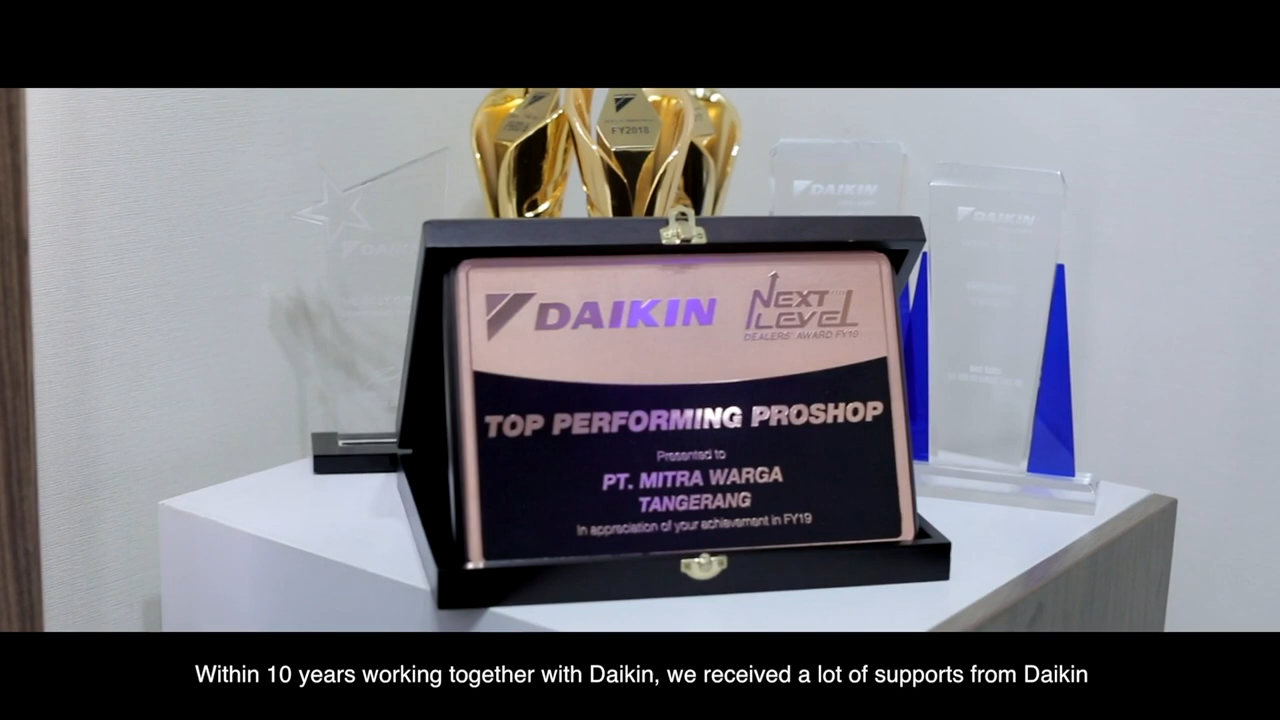 FY2018
DAIKIN
DAIKIN
DAIKIN
NEXT
LEVEL
DEALERS' AWARD FY19
TOP PERFORMING PROSHOP
Presented to
PT. MITRA WARGA
TANGERANG
In appreciation of your achievement in FY19
Within 10 years working together with Daikin, we received a lot of supports from Daikin